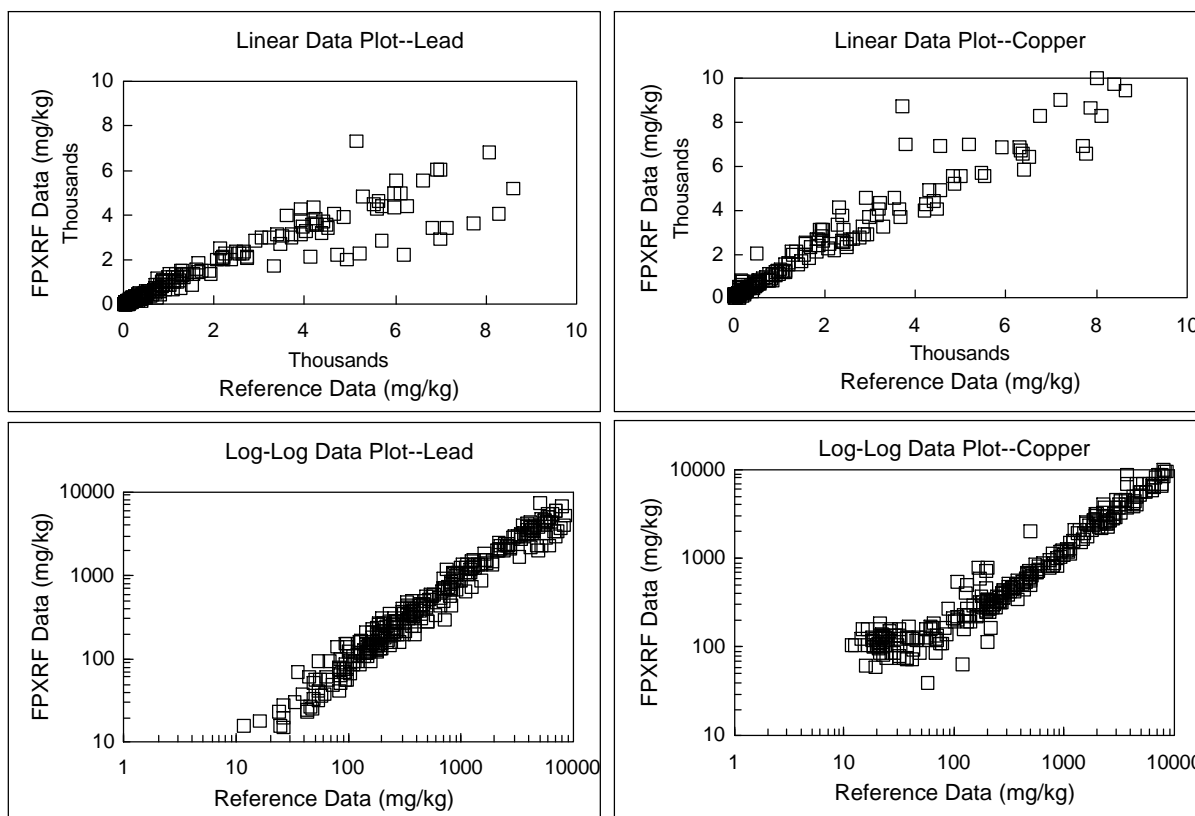 Linear Data Plot--Lead
FPXRF Data (mg/kg)
Thousands
10
8
6
4
2
0
0 2 4 6 8 10
Thousands
Reference Data (mg/kg)
Linear Data Plot--Copper
FPXRF Data (mg/kg)
Thousands
10
8
6
4
2
0
0 2 4 6 8 10
Thousands
Reference Data (mg/kg)
Log-Log Data Plot--Lead
FPXRF Data (mg/kg)
10000
1000
100
10
1 10 100 1000 10000
Reference Data (mg/kg)
Log-Log Data Plot--Copper
FPXRF Data (mg/kg)
10000
1000
100
10
1 10 100 1000 10000
Reference Data (mg/kg)